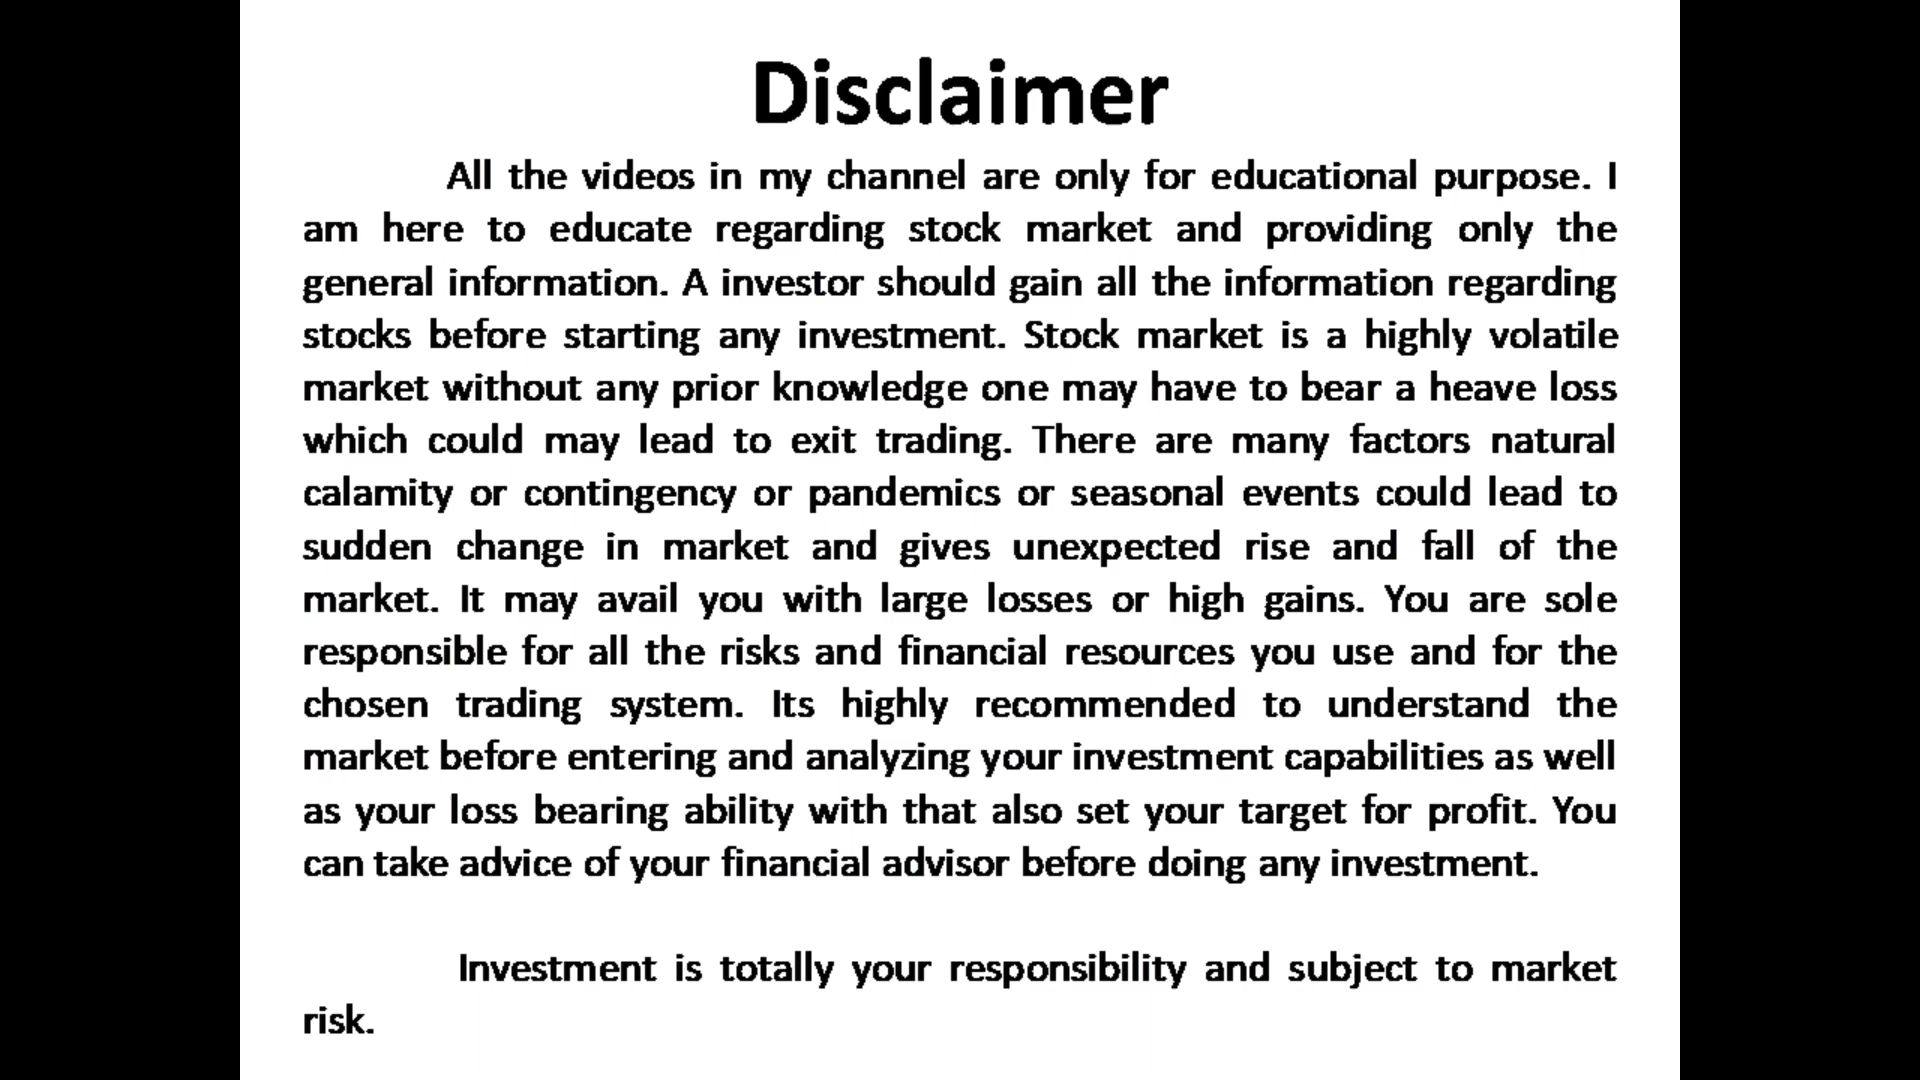 Disclaimer
All the videos in my channel are only for educational purpose. I
am here to educate regarding stock market and providing only the
general information. A investor should gain all the information regarding
stocks before starting any investment. Stock market is a highly volatile
market without any prior knowledge one may have to bear a heave loss
which could may lead to exit trading. There are many factors natural
calamity or contingency or pandemics or seasonal events could lead to
sudden change in market and gives unexpected rise and fall of the
market. It may avail you with large losses or high gains. You are sole
responsible for all the risks and financial resources you use and for the
chosen trading system. Its highly recommended to understand the
market before entering and analyzing your investment capabilities as well
as your loss bearing ability with that also set your target for profit. You
can take advice of your financial advisor before doing any investment.
Investment is totally your responsibility and subject to market
risk.